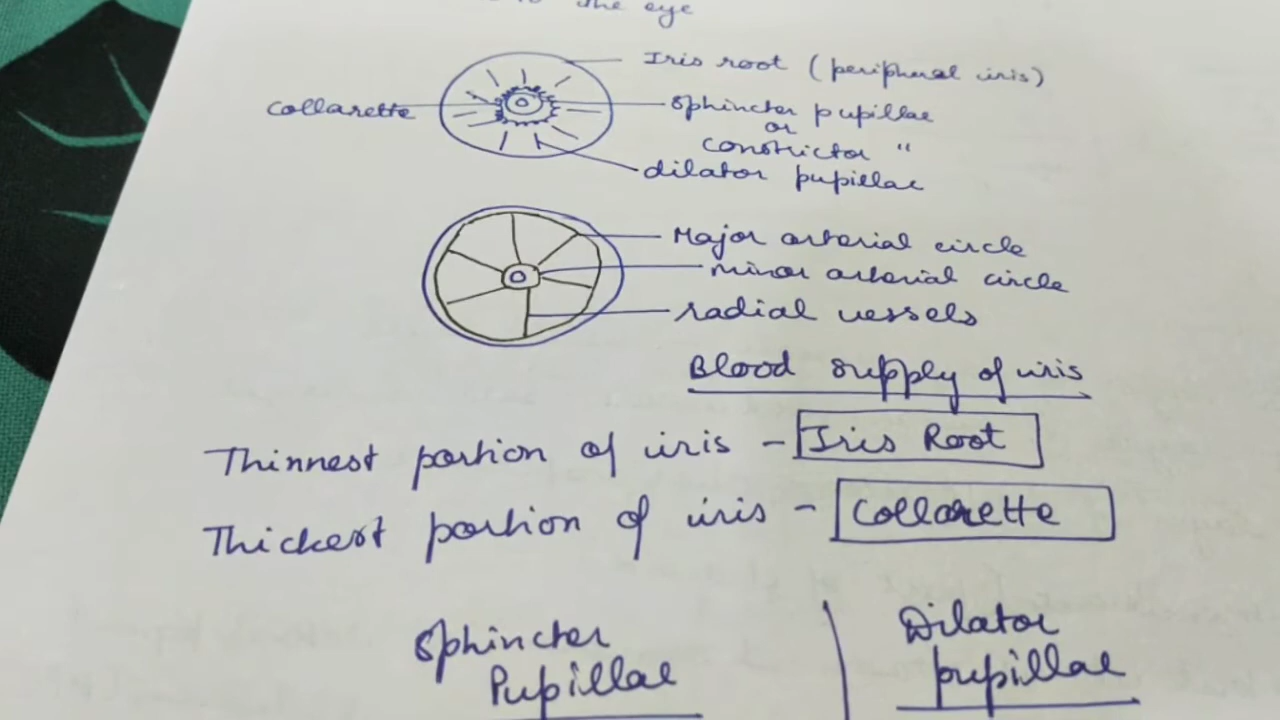 the eye
Iris root (peripheral iris)
collarette
sphincter pupillae
or
constrictor "
dilator pupillae
Major arterial circle
minor arterial circle
radial vessels
Blood supply of iris
Thinnest portion of iris - Iris Root
Thickest portion of iris - Collarette
Sphincter Pupillae
Dilator pupillae